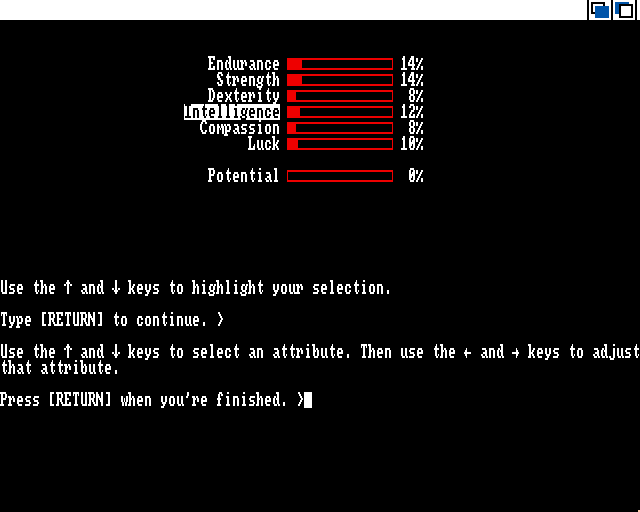 Endurance 14%
Strength 14%
Dexterity 8%
Intelligence 12%
Compassion 8%
Luck 10%
Potential 0%
Use the ↑ and ↓ keys to highlight your selection.
Type [RETURN] to continue. >
Use the ↑ and ↓ keys to select an attribute. Then use the ← and → keys to adjust
that attribute.
Press [RETURN] when you're finished. >